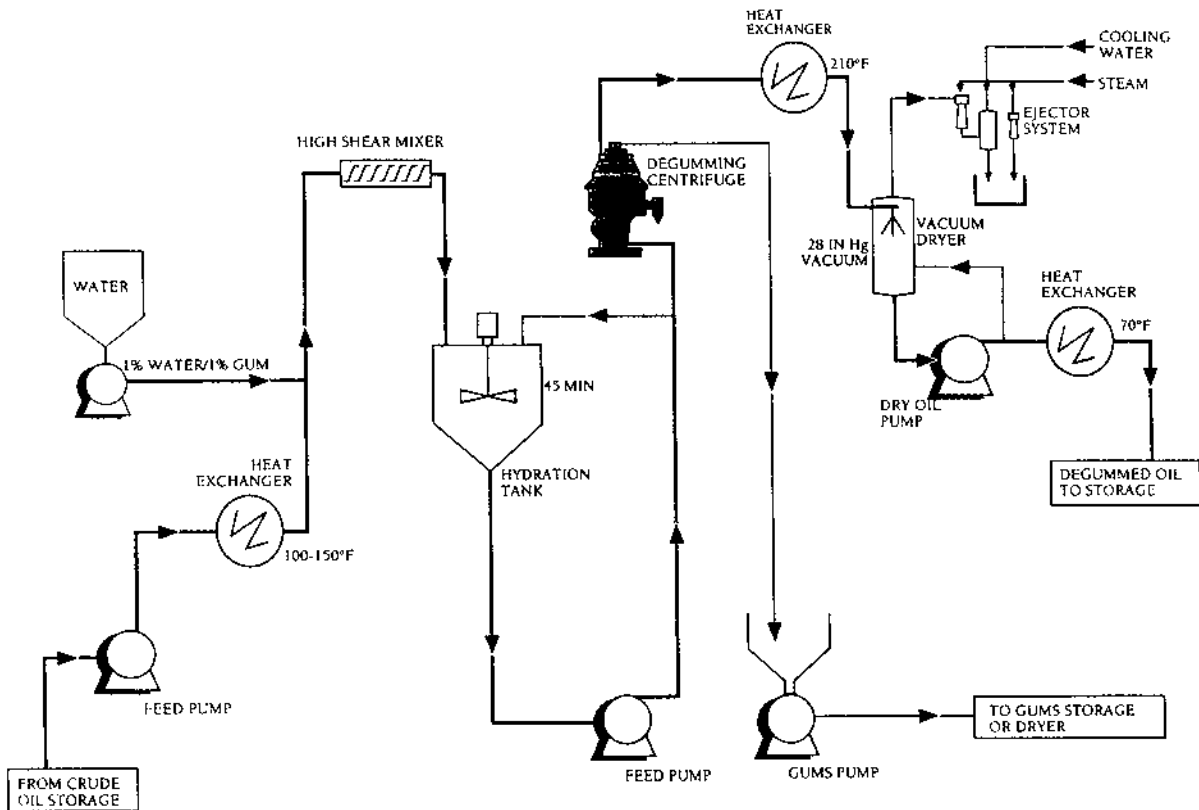 HEAT
EXCHANGER
210°F
COOLING
WATER
STEAM
EJECTOR
SYSTEM
HIGH SHEAR MIXER
DEGUMMING
CENTRIFUGE
VACUUM
DRYER
28 IN Hg
VACUUM
HEAT
EXCHANGER
70°F
WATER
1% WATER/1% GUM
45 MIN
DRY OIL
PUMP
HEAT
EXCHANGER
100-150°F
HYDRATION
TANK
DEGUMMED OIL
TO STORAGE
FEED PUMP
FEED PUMP
GUMS PUMP
TO GUMS STORAGE
OR DRYER
FROM CRUDE
OIL STORAGE